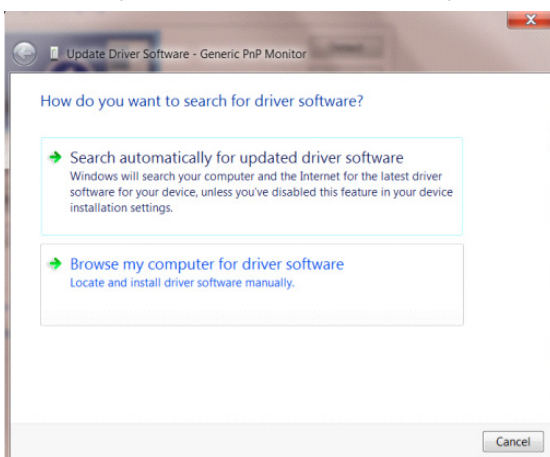 Update Driver Software - Generic PnP Monitor
How do you want to search for driver software?
Search automatically for updated driver software
Windows will search your computer and the Internet for the latest driver
software for your device, unless you've disabled this feature in your device
installation settings.
Browse my computer for driver software
Locate and install driver software manually.
Cancel